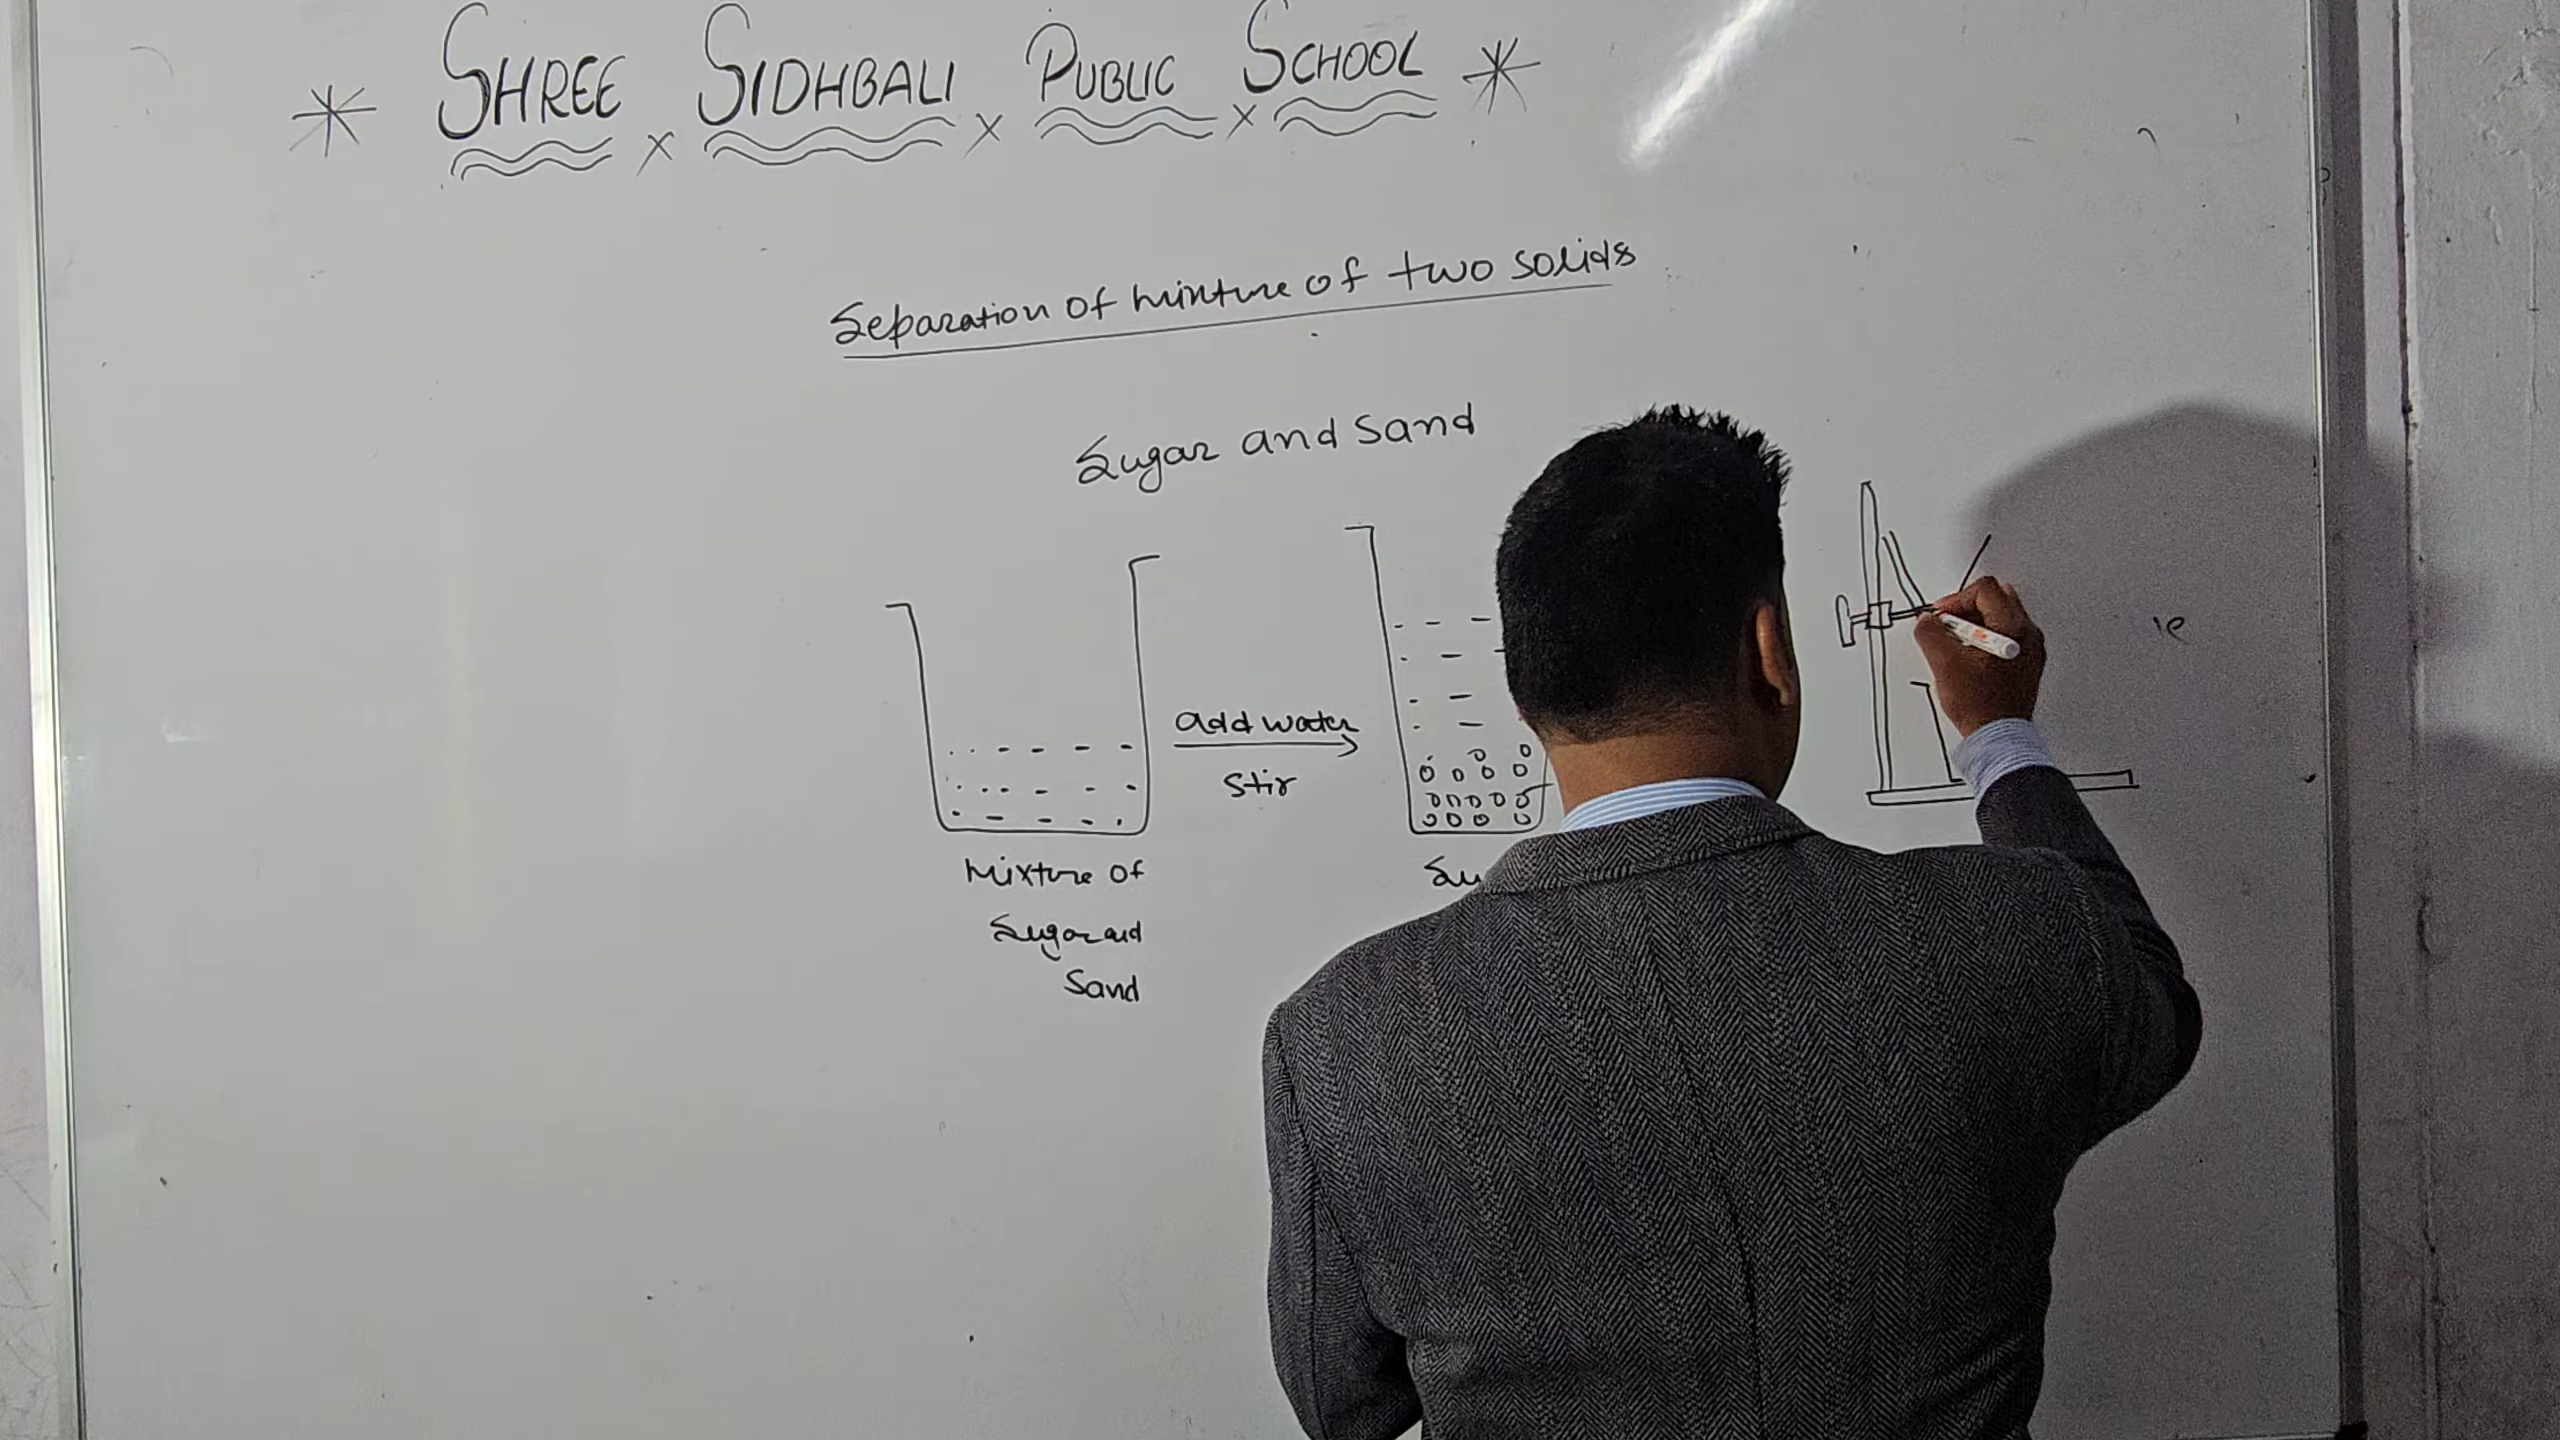 SHREE SIDHBALI PUBLIC SCHOOL
Separation of mixture of two solids
Sugar and Sand
add water
Stir
Mixture of
Sugar and
Sand
Su